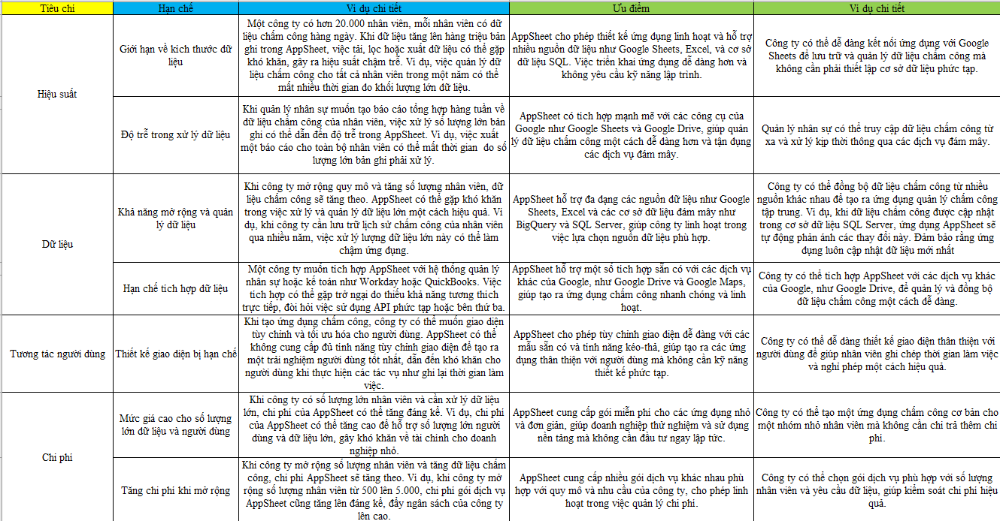 Tiêu chí
Hạn chế
Ví dụ chi tiết
Ưu điểm
Ví dụ chi tiết
Hiệu suất
Giới hạn về kích thước dữ
liệu
Một công ty có hơn 20.000 nhân viên, mỗi nhân viên có dữ
liệu chấm công hàng ngày. Khi dữ liệu tăng lên hàng triệu bản
ghi trong AppSheet, việc tải, lọc hoặc xuất dữ liệu có thể gặp
khó khăn, gây ra hiệu suất chậm trễ. Ví dụ, việc quản lý dữ
liệu chấm công cho tất cả nhân viên trong một năm có thể
mất nhiều thời gian do khối lượng lớn dữ liệu.
AppSheet cho phép thiết kế ứng dụng linh hoạt và hỗ trợ
nhiều nguồn dữ liệu như Google Sheets, Excel, và cơ sở
dữ liệu SQL. Việc triển khai ứng dụng dễ dàng hơn và
không yêu cầu kỹ năng lập trình.
Công ty có thể dễ dàng kết nối ứng dụng với Google
Sheets để lưu trữ và quản lý dữ liệu chấm công mà
không cần phải thiết lập cơ sở dữ liệu phức tạp.
Độ trễ trong xử lý dữ liệu
Khi quản lý nhân sự muốn tạo báo cáo tổng hợp hàng tuần về
dữ liệu chấm công của nhân viên, việc xử lý số lượng lớn bản
ghi có thể dẫn đến độ trễ trong AppSheet. Ví dụ, việc xuất
một báo cáo cho toàn bộ nhân viên có thể mất thời gian do số
lượng lớn bản ghi phải xử lý.
AppSheet có tích hợp mạnh mẽ với các công cụ của
Google như Google Sheets và Google Drive, giúp quản
lý dữ liệu chấm công một cách dễ dàng hơn và tận dụng
các dịch vụ đám mây.
Quản lý nhân sự có thể truy cập dữ liệu chấm công từ
xa và xử lý kịp thời thông qua các dịch vụ đám mây.
Dữ liệu
Khả năng mở rộng và quản
lý dữ liệu
Khi công ty mở rộng quy mô và tăng số lượng nhân viên, dữ
liệu chấm công sẽ tăng theo. AppSheet có thể gặp khó khăn
trong việc xử lý và quản lý dữ liệu lớn một cách hiệu quả. Ví
dụ, khi công ty cần lưu trữ lịch sử chấm công của nhân viên
qua nhiều năm, việc xử lý lượng dữ liệu lớn này có thể làm
chậm ứng dụng.
AppSheet hỗ trợ đa dạng các nguồn dữ liệu như Google
Sheets, Excel và các cơ sở dữ liệu đám mây như
BigQuery và SQL Server, giúp công ty linh hoạt trong
việc lựa chọn nguồn dữ liệu phù hợp.
Công ty có thể đồng bộ dữ liệu chấm công từ nhiều
nguồn khác nhau để tạo ra ứng dụng quản lý chấm công
tập trung. Ví dụ, khi dữ liệu chấm công được cập nhật
trong cơ sở dữ liệu SQL Server, ứng dụng AppSheet sẽ
tự động phản ánh các thay đổi này. Đảm bảo rằng ứng
dụng luôn cập nhật dữ liệu mới nhất
Hạn chế tích hợp dữ liệu
Một công ty muốn tích hợp AppSheet với hệ thống quản lý
nhân sự hoặc kế toán như Workday hoặc QuickBooks. Việc
tích hợp có thể gặp trở ngại do thiếu khả năng tương thích
trực tiếp, đòi hỏi việc sử dụng API phức tạp hoặc bên thứ ba.
AppSheet hỗ trợ một số tích hợp sẵn có với các dịch vụ
khác của Google, như Google Drive và Google Maps,
giúp tạo ra ứng dụng chấm công nhanh chóng và linh
hoạt.
Công ty có thể tích hợp AppSheet với các dịch vụ khác
của Google, như Google Drive, để quản lý và đồng bộ
dữ liệu chấm công một cách dễ dàng.
Tương tác người dùng
Thiết kế giao diện bị hạn chế
Khi tạo ứng dụng chấm công, công ty có thể muốn giao diện
tùy chỉnh và tối ưu hóa cho người dùng. AppSheet có thể
không cung cấp đủ tính năng tùy chỉnh giao diện để tạo ra
một trải nghiệm người dùng tốt nhất, dẫn đến khó khăn cho
người dùng khi thực hiện các tác vụ như ghi lại thời gian làm
việc.
AppSheet cho phép tùy chỉnh giao diện dễ dàng với các
mẫu sẵn có và tính năng kéo-thả, giúp tạo ra các ứng
dụng thân thiện với người dùng mà không cần kỹ năng
thiết kế phức tạp.
Công ty có thể dễ dàng thiết kế giao diện thân thiện với
người dùng để giúp nhân viên ghi chép thời gian làm việc
và nghỉ phép một cách hiệu quả.
Chi phí
Mức giá cao cho số lượng
lớn dữ liệu và người dùng
Khi công ty có số lượng lớn nhân viên và cần xử lý dữ liệu
lớn, chi phí của AppSheet có thể tăng đáng kể. Ví dụ, chi phí
của AppSheet có thể tăng cao để hỗ trợ số lượng lớn người
dùng và dữ liệu lớn, gây khó khăn về tài chính cho doanh
nghiệp nhỏ.
AppSheet cung cấp gói miễn phí cho các ứng dụng nhỏ
và đơn giản, giúp doanh nghiệp thử nghiệm và sử dụng
nền tảng mà không cần đầu tư ngay lập tức.
Công ty có thể tạo một ứng dụng chấm công cơ bản cho
một nhóm nhỏ nhân viên mà không cần chi trả thêm chi
phí.
Tăng chi phí khi mở rộng
Khi công ty mở rộng số lượng nhân viên và tăng dữ liệu chấm
công, chi phí AppSheet sẽ tăng theo. Ví dụ, khi công ty mở
rộng số lượng nhân viên từ 500 lên 5.000, chi phí gói dịch vụ
AppSheet cũng tăng lên đáng kể, đẩy ngân sách của công ty
lên cao.
AppSheet cung cấp nhiều gói dịch vụ khác nhau phù
hợp với quy mô và nhu cầu của công ty, cho phép linh
hoạt trong việc quản lý chi phí.
Công ty có thể chọn gói dịch vụ phù hợp với số lượng
nhân viên và yêu cầu dữ liệu, giúp kiểm soát chi phí hiệu
quả.